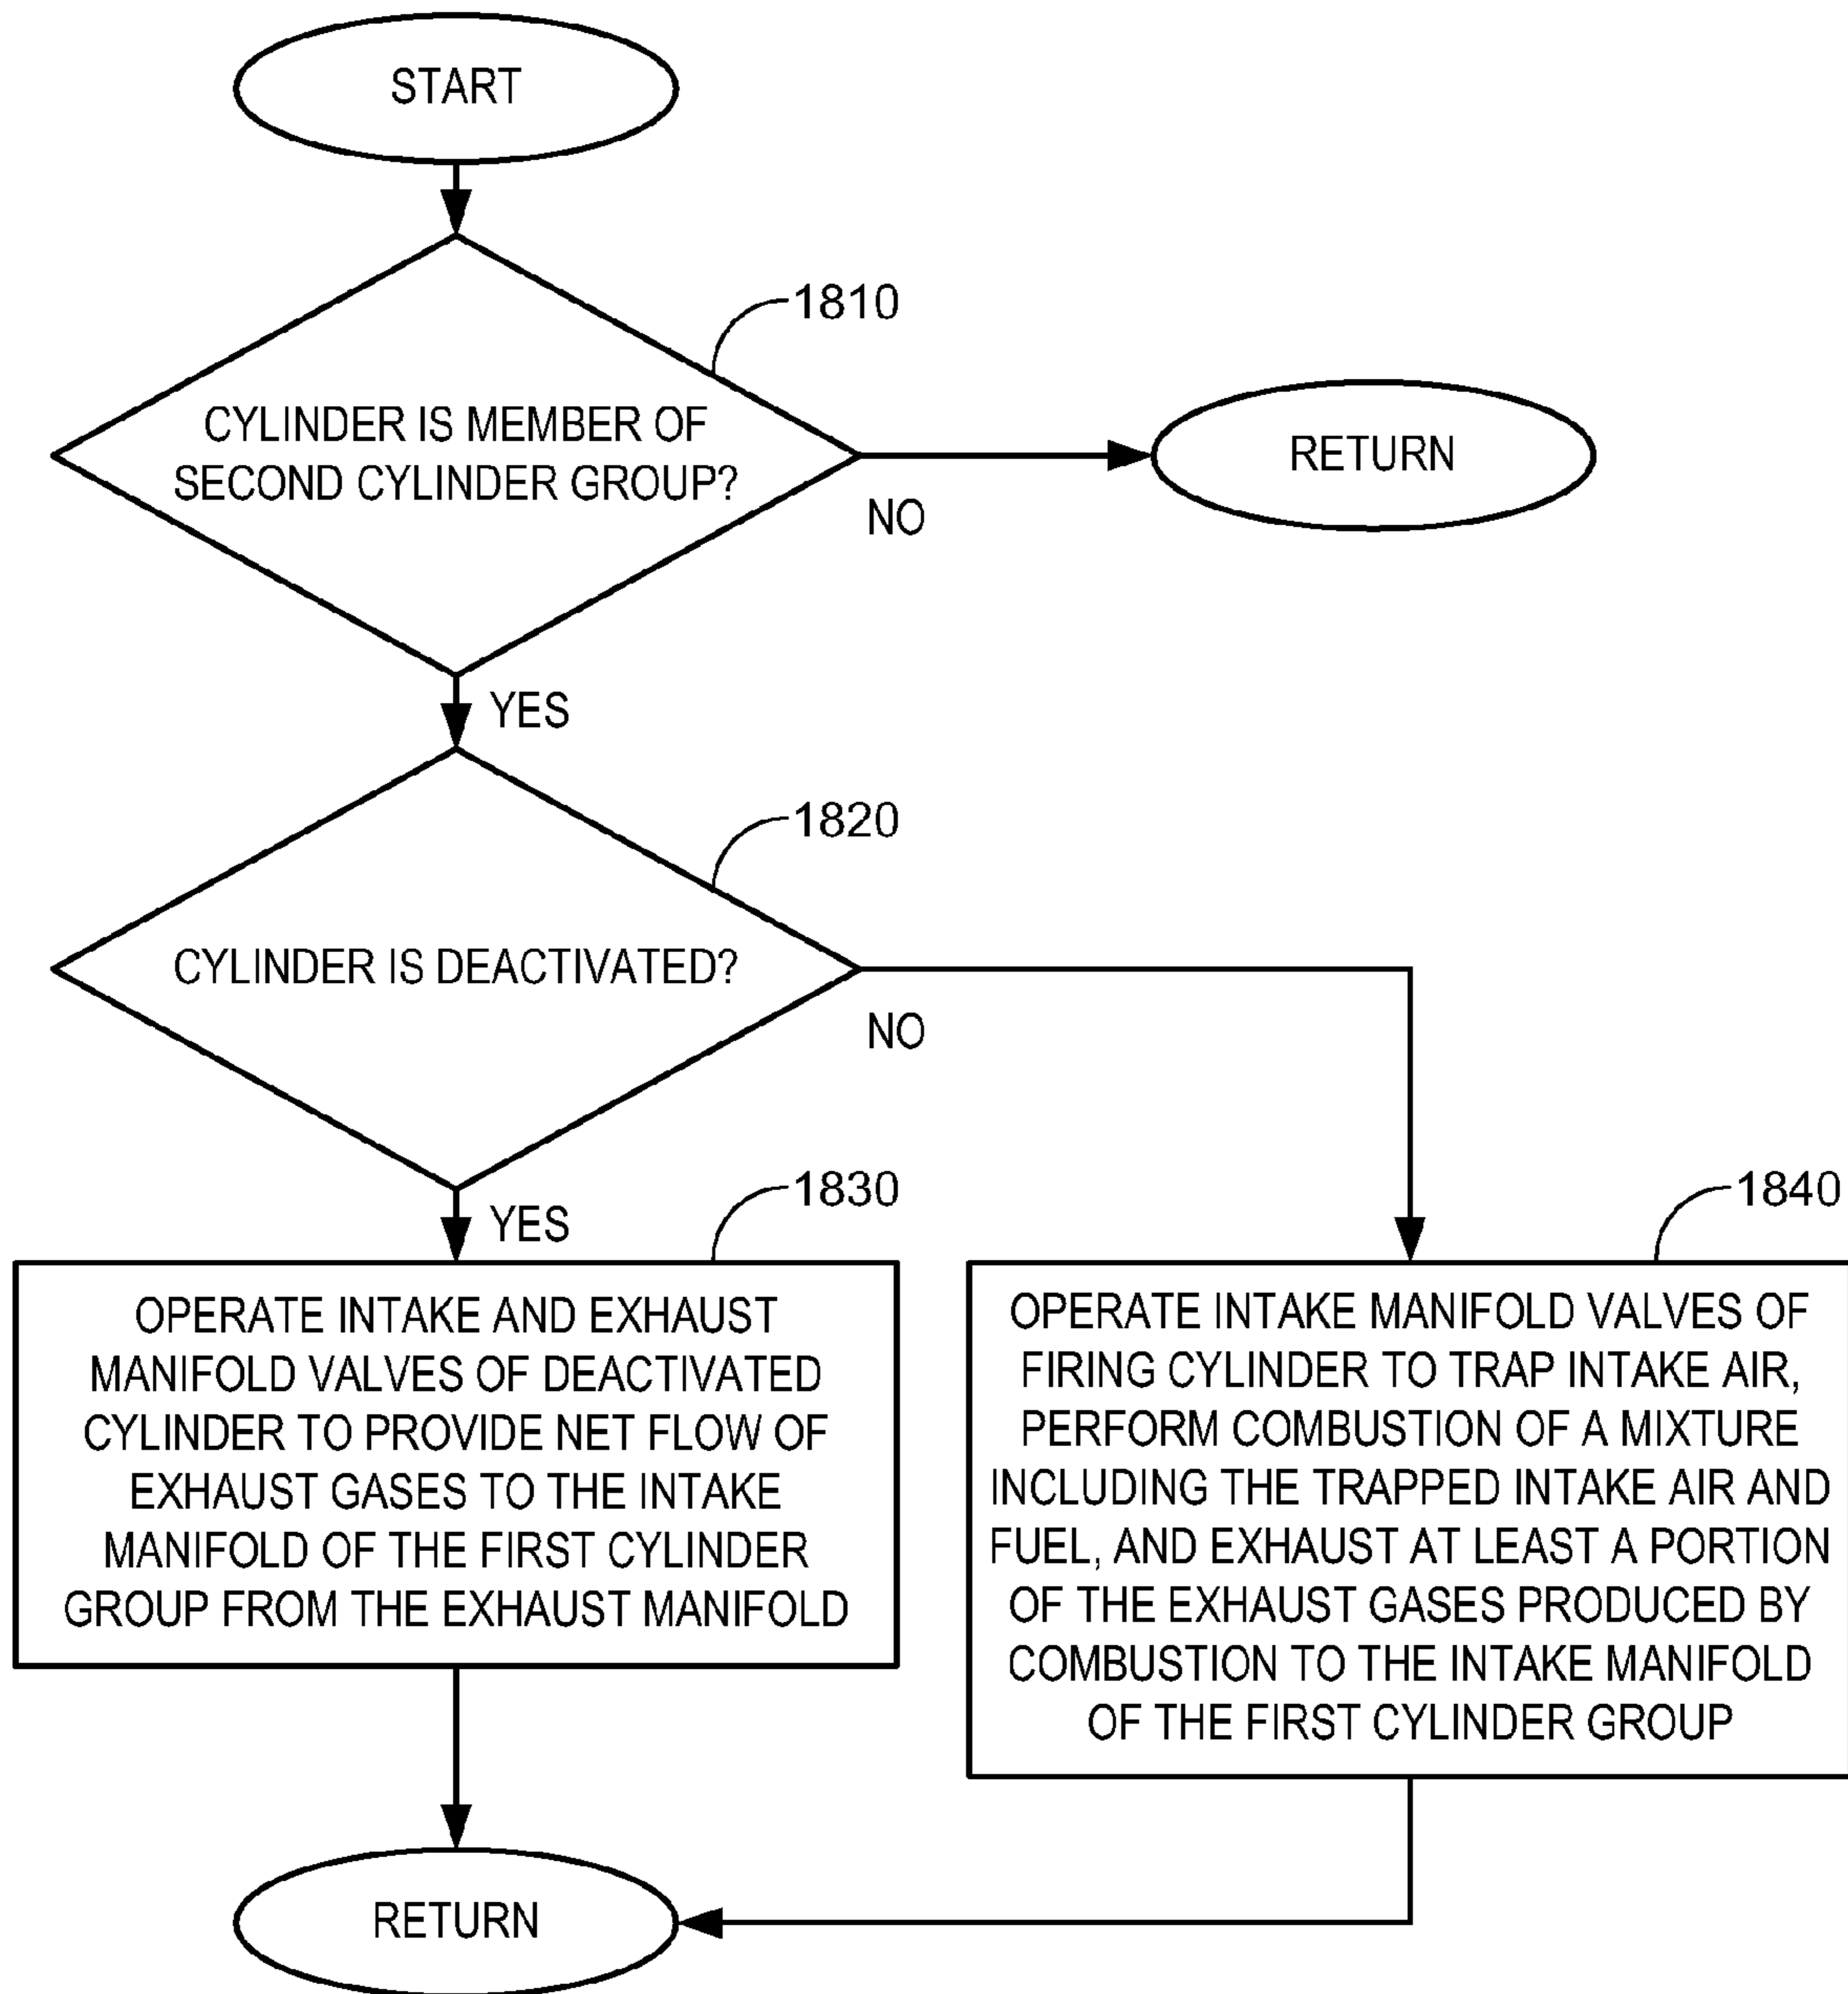 START
1810
CYLINDER IS MEMBER OF
SECOND CYLINDER GROUP?
NO
RETURN
YES
1820
CYLINDER IS DEACTIVATED?
NO
YES
1830
OPERATE INTAKE AND EXHAUST
MANIFOLD VALVES OF DEACTIVATED
CYLINDER TO PROVIDE NET FLOW OF
EXHAUST GASES TO THE INTAKE
MANIFOLD OF THE FIRST CYLINDER
GROUP FROM THE EXHAUST MANIFOLD
1840
OPERATE INTAKE MANIFOLD VALVES OF
FIRING CYLINDER TO TRAP INTAKE AIR,
PERFORM COMBUSTION OF A MIXTURE
INCLUDING THE TRAPPED INTAKE AIR AND
FUEL, AND EXHAUST AT LEAST A PORTION
OF THE EXHAUST GASES PRODUCED BY
COMBUSTION TO THE INTAKE MANIFOLD
OF THE FIRST CYLINDER GROUP
RETURN